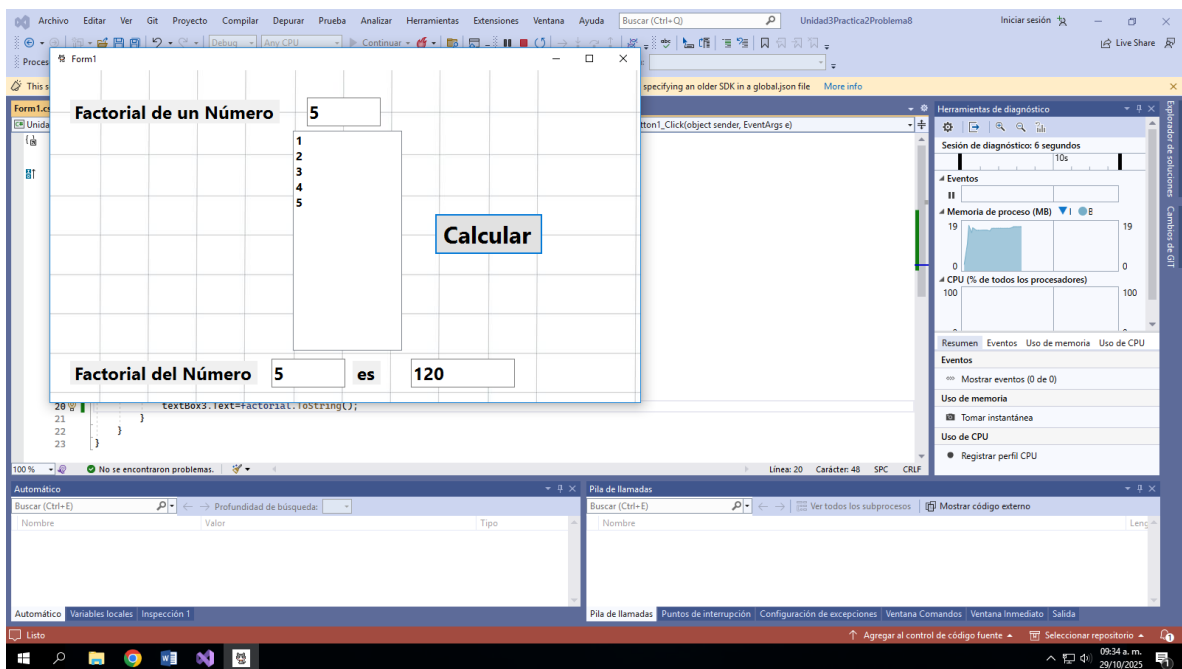 Archivo Editar Ver Git Proyecto Compilar Depurar Prueba Analizar Herramientas Extensiones Ventana Ayuda Buscar (Ctrl+Q) Unidad3Practica2Problema8 Iniciar sesión
Debug Any CPU Continuar Live Share
Proces
Form1
This s
specifying an older SDK in a global.json file More info
Form1.cs
Unida
tton1_Click(object sender, EventArgs e)
Factorial de un Número 5
1
2
3
4
5
Calcular
Factorial del Número 5 es 120
20 textBox3.Text=factorial.ToString();
21 }
22 }
23 }
100 % No se encontraron problemas. Línea: 20 Carácter: 48 SPC CRLF
Herramientas de diagnóstico
Sesión de diagnóstico: 6 segundos
10s
Eventos
Memoria de proceso (MB)
19 19
0 0
CPU (% de todos los procesadores)
100 100
Resumen Eventos Uso de memoria Uso de CPU
Eventos
Mostrar eventos (0 de 0)
Uso de memoria
Tomar instantánea
Uso de CPU
Registrar perfil CPU
Explorador de soluciones
Cambios de GIT
Automático
Buscar (Ctrl+E) Profundidad de búsqueda:
Nombre Valor Tipo
Automático Variables locales Inspección 1
Pila de llamadas
Buscar (Ctrl+E) Ver todos los subprocesos Mostrar código externo
Nombre Leng
Pila de llamadas Puntos de interrupción Configuración de excepciones Ventana Comandos Ventana Inmediato Salida
Listo Agregar al control de código fuente Seleccionar repositorio
09:34 a. m.
29/10/2025